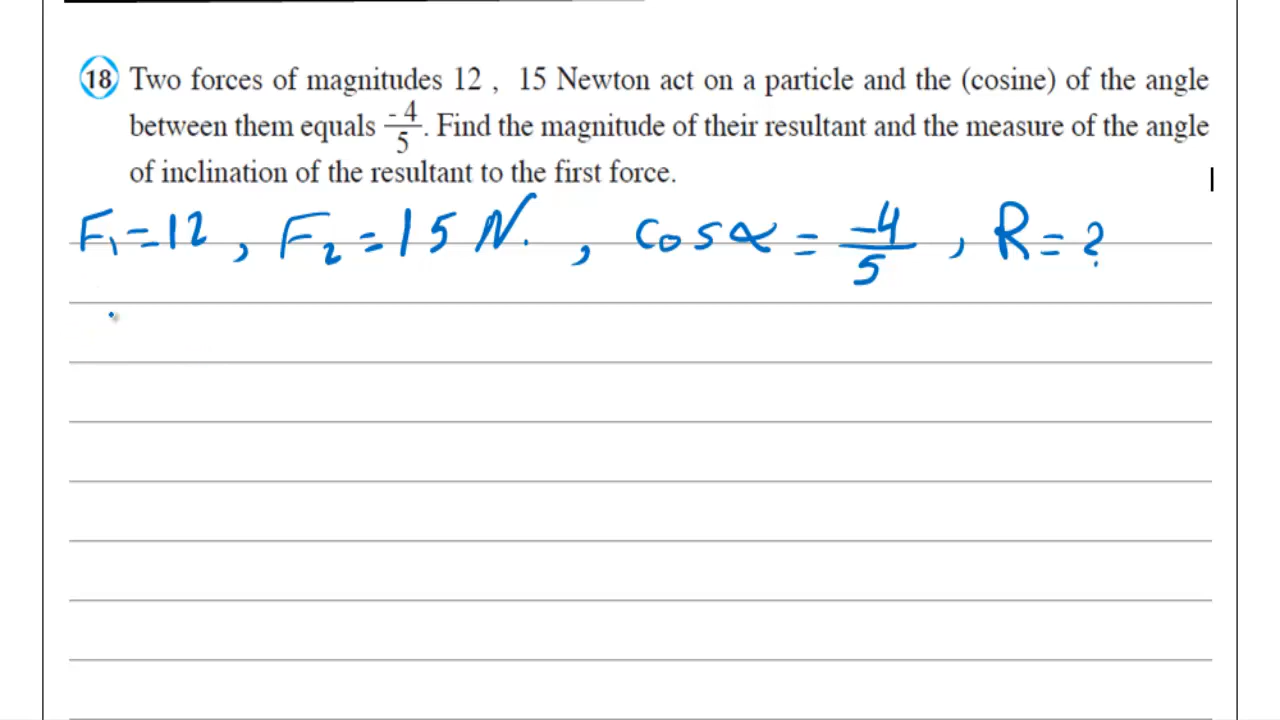 18 Two forces of magnitudes 12 , 15 Newton act on a particle and the (cosine) of the angle
between them equals -4/5. Find the magnitude of their resultant and the measure of the angle
of inclination of the resultant to the first force.
F₁ = 12 , F₂ = 15 N. , cos α = -4/5 , R = ?